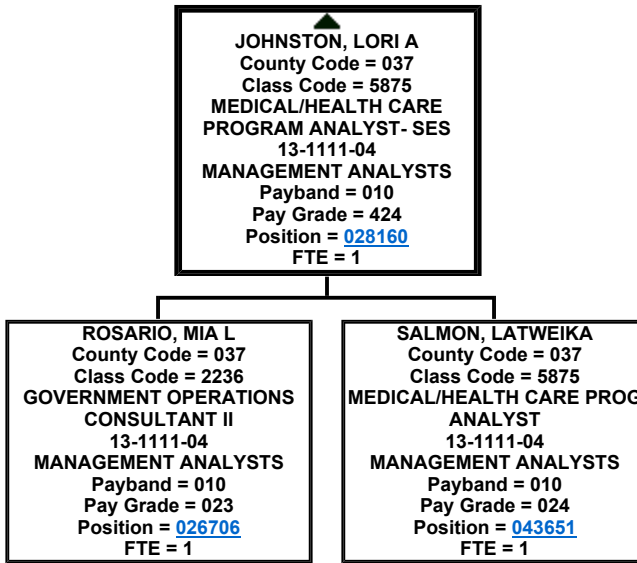 JOHNSTON, LORI A
County Code = 037
Class Code = 5875
MEDICAL/HEALTH CARE
PROGRAM ANALYST- SES
13-1111-04
MANAGEMENT ANALYSTS
Payband = 010
Pay Grade = 424
Position = 028160
FTE = 1
ROSARIO, MIA L
County Code = 037
Class Code = 2236
GOVERNMENT OPERATIONS
CONSULTANT II
13-1111-04
MANAGEMENT ANALYSTS
Payband = 010
Pay Grade = 023
Position = 026706
FTE = 1
SALMON, LATWEIKA
County Code = 037
Class Code = 5875
MEDICAL/HEALTH CARE PROG
ANALYST
13-1111-04
MANAGEMENT ANALYSTS
Payband = 010
Pay Grade = 024
Position = 043651
FTE = 1